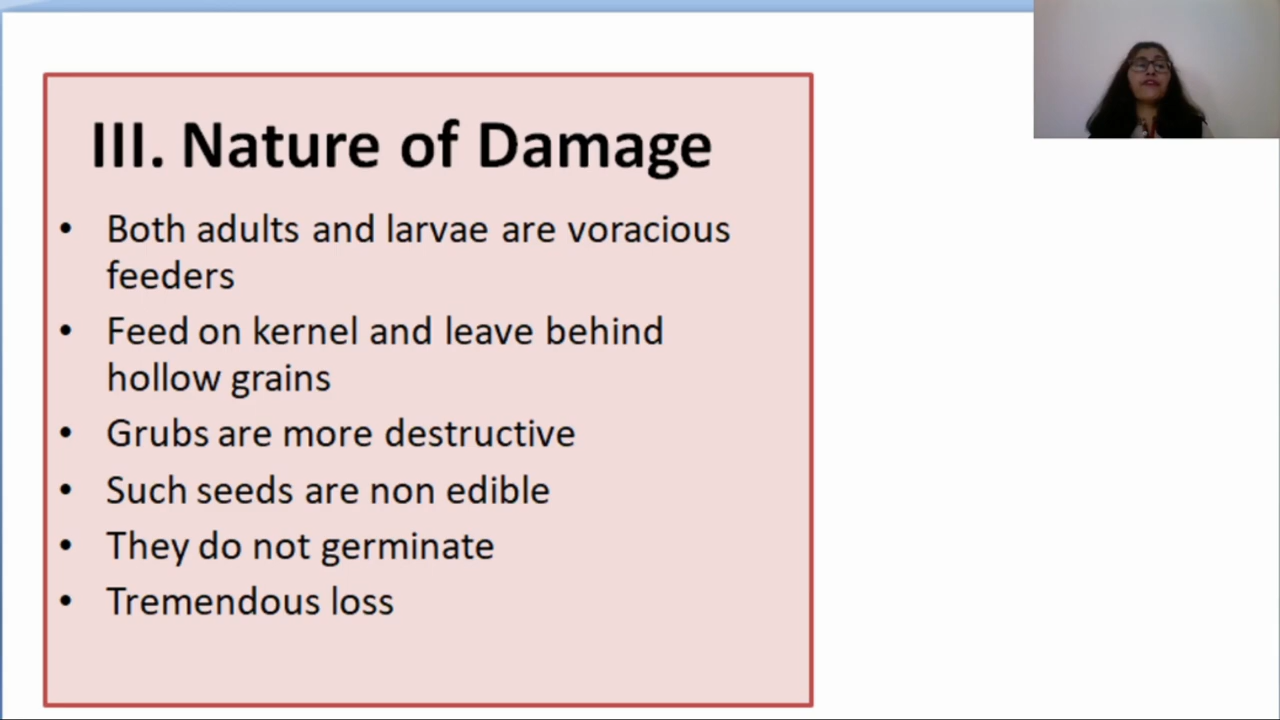 III. Nature of Damage
• Both adults and larvae are voracious
feeders
• Feed on kernel and leave behind
hollow grains
• Grubs are more destructive
• Such seeds are non edible
• They do not germinate
• Tremendous loss